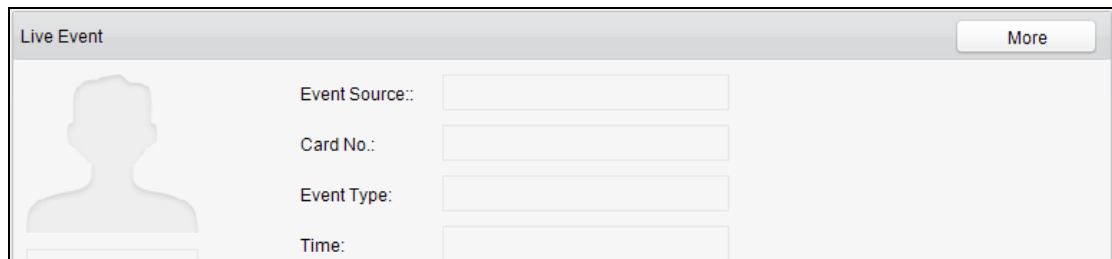 Live Event
More
Event Source::
Card No.:
Event Type:
Time: